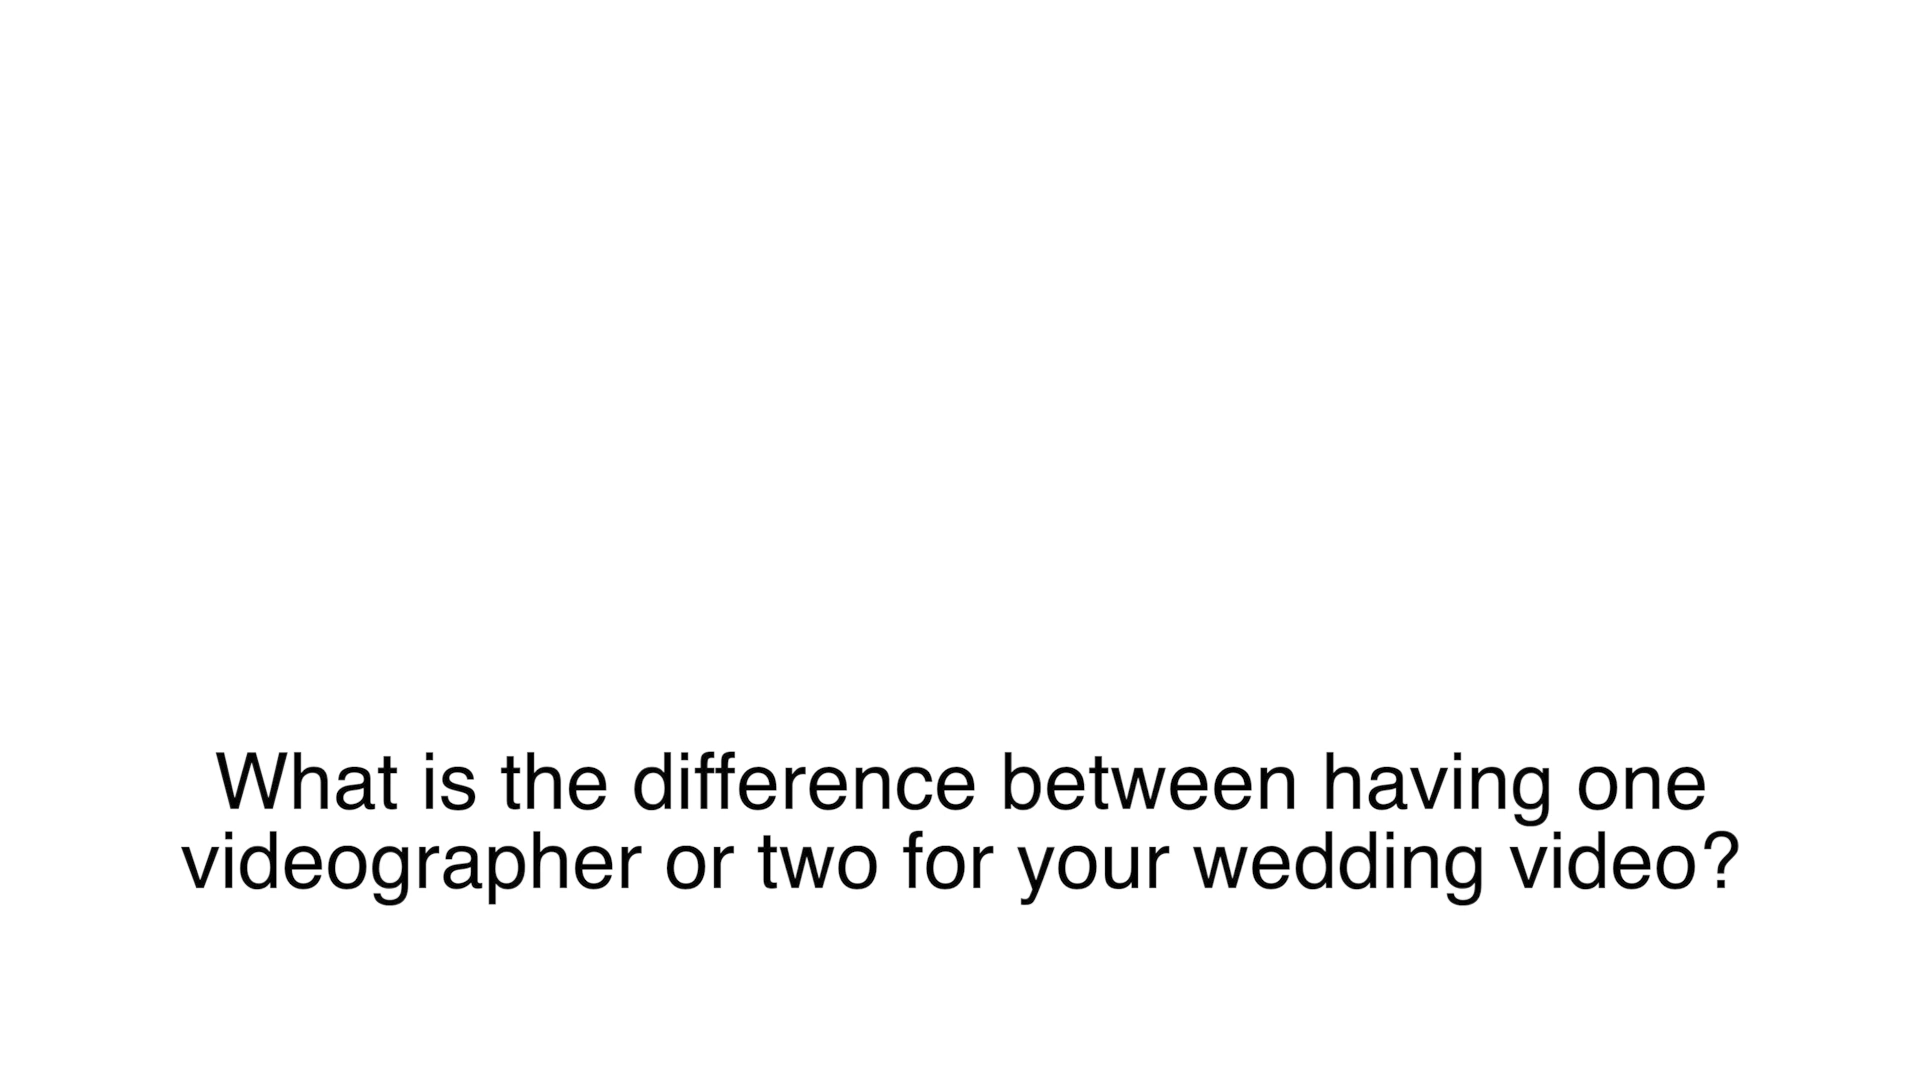 What is the difference between having one
videographer or two for your wedding video?